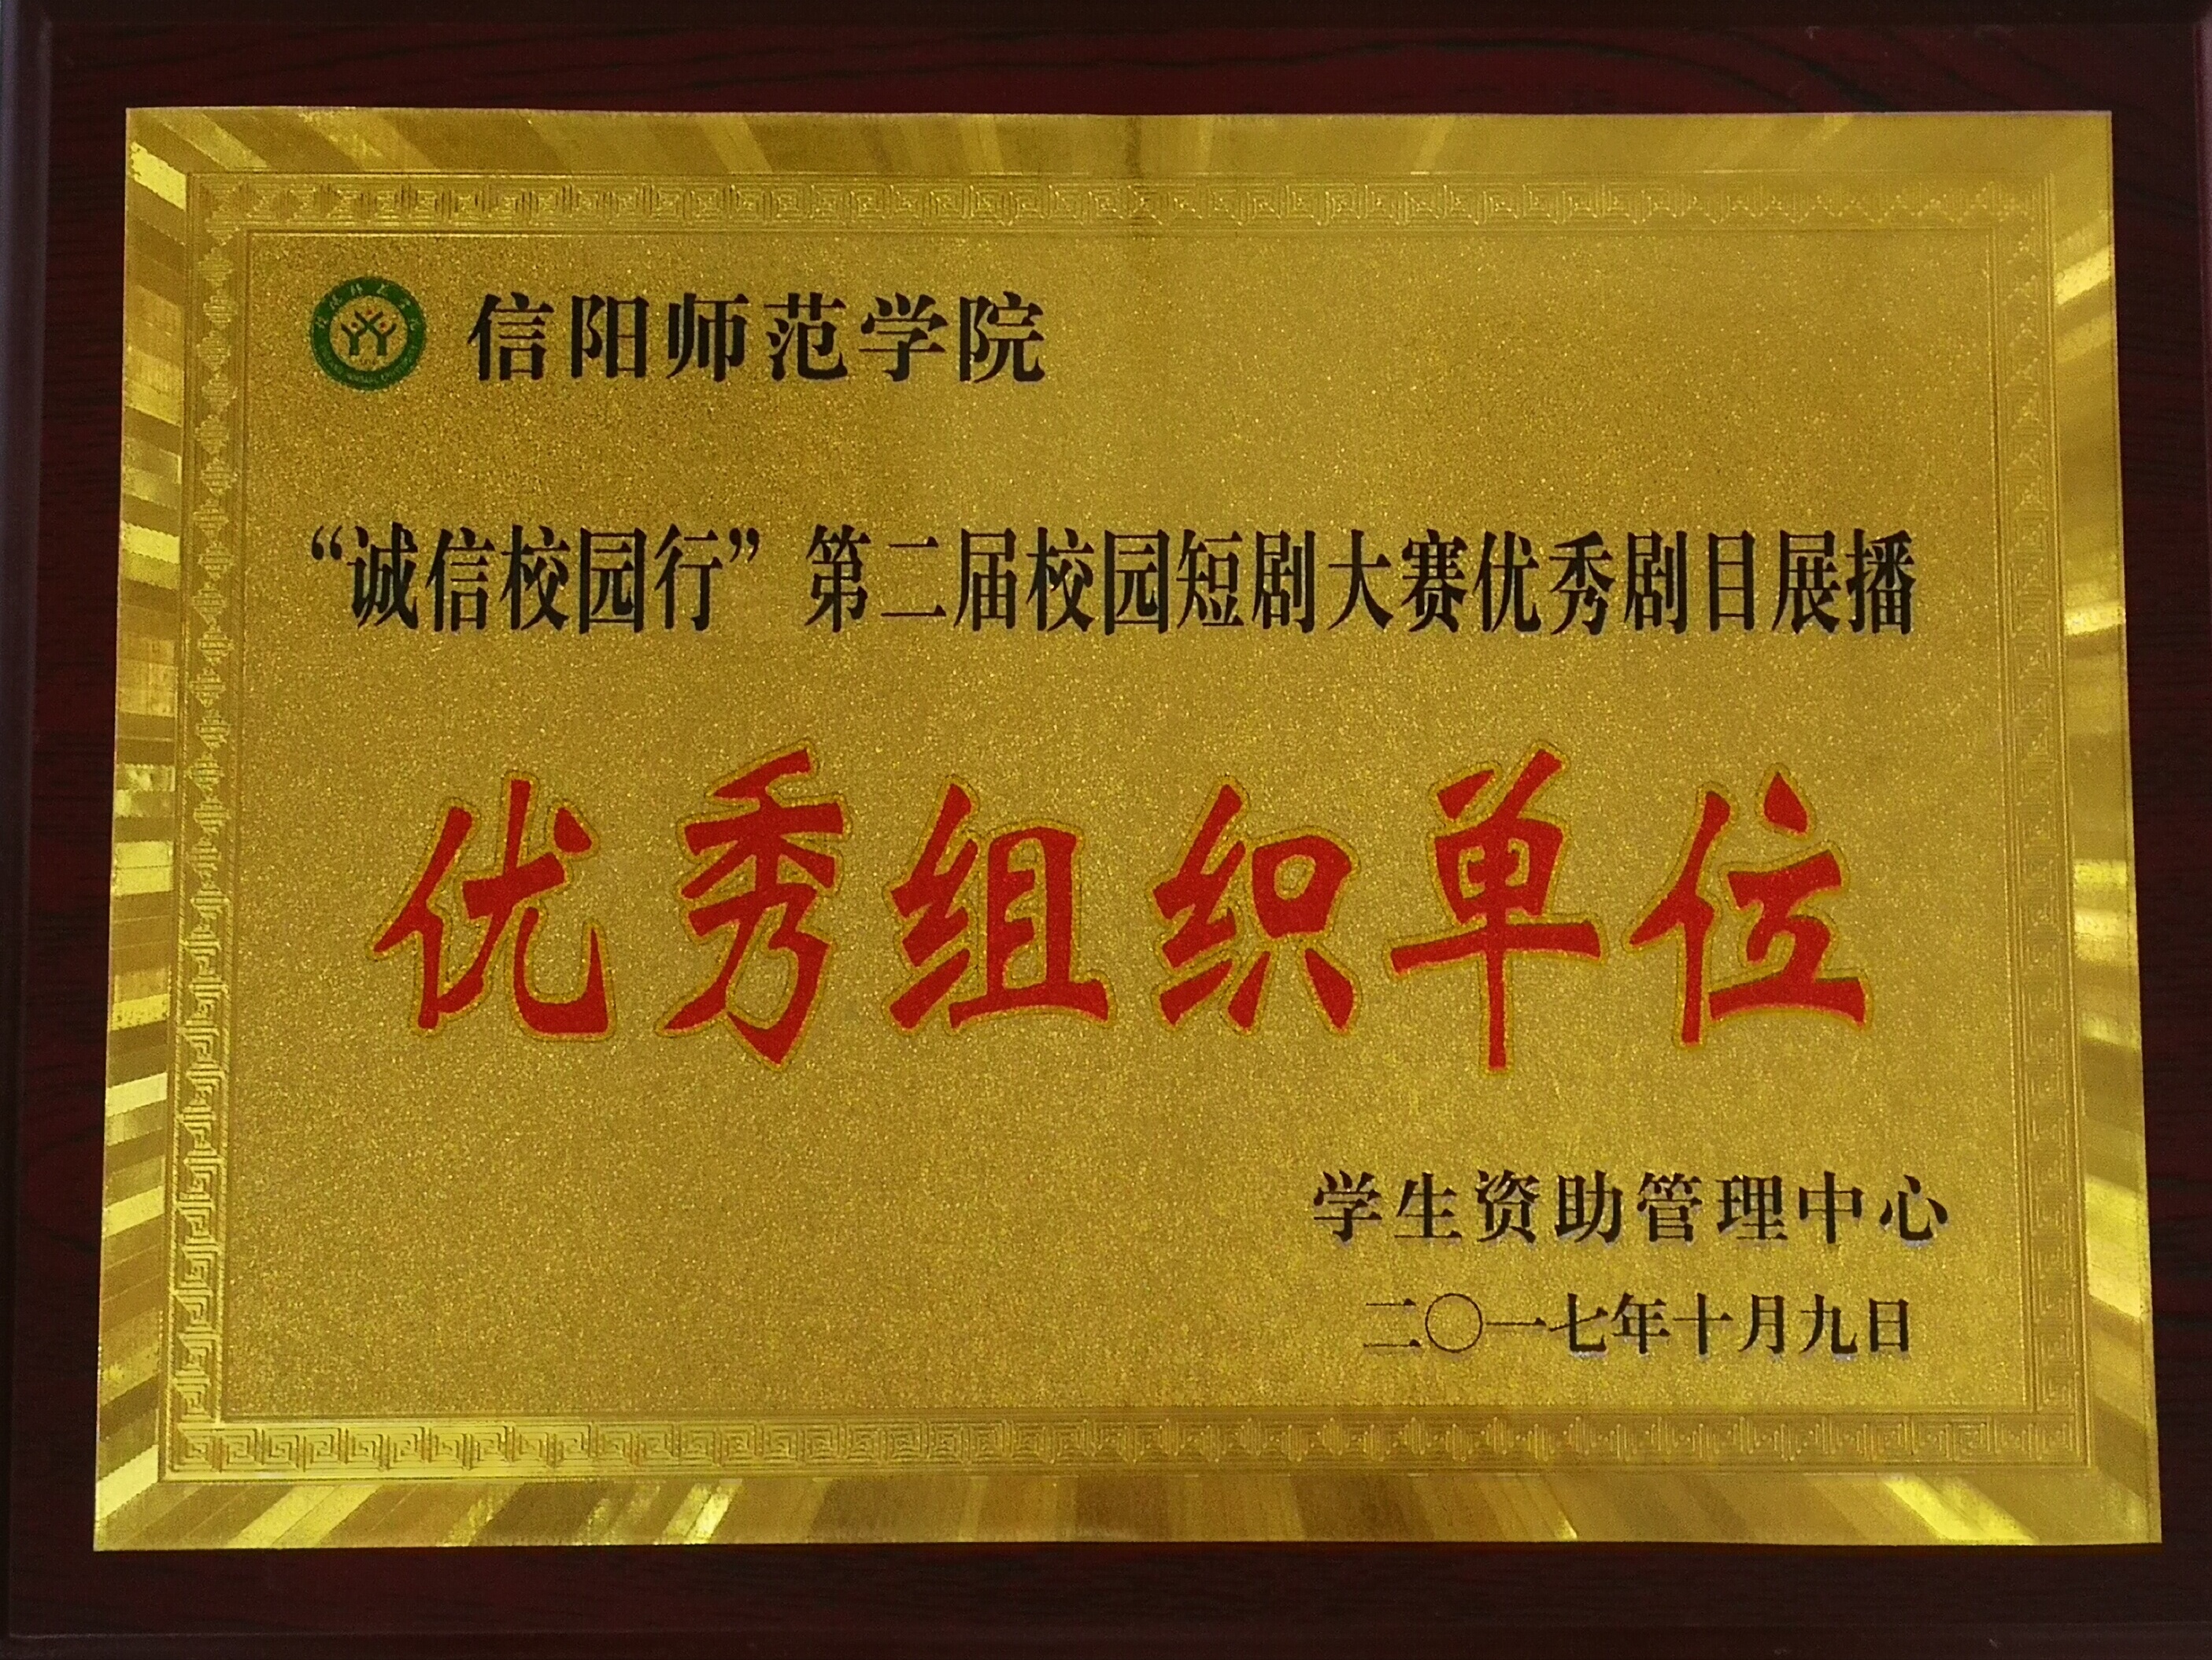 信阳师范学院
“诚信校园行”第二届校园短剧大赛优秀剧目展播
优秀组织单位
学生资助管理中心
二〇一七年十月九日